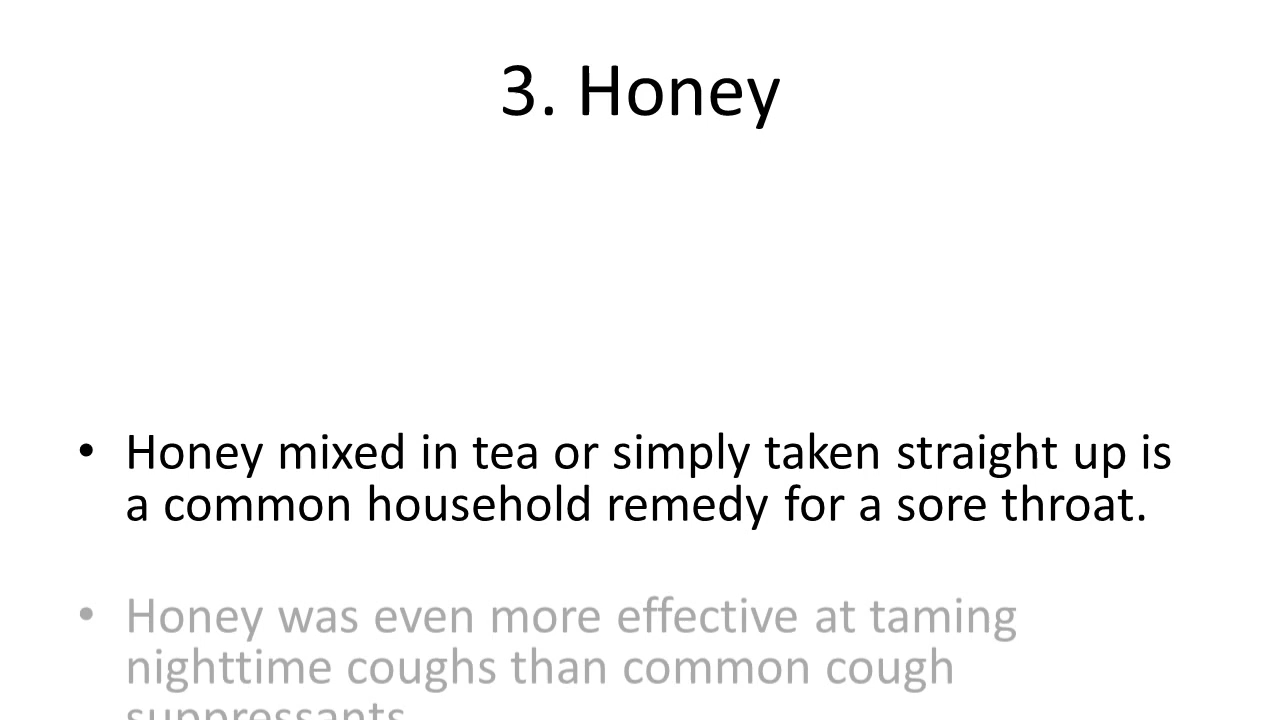 3. Honey
• Honey mixed in tea or simply taken straight up is
a common household remedy for a sore throat.
• Honey was even more effective at taming
nighttime coughs than common cough
suppressants